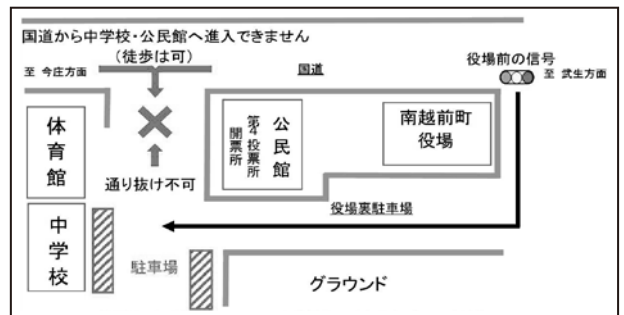 国道から中学校・公民館へ進入できません
(徒歩は可)
役場前の信号
至 今庄方面
国道
至 武生方面
体育館
公民館
第4投票所
開票所
南越前町
役場
通り抜け不可
役場裏駐車場
中学校
駐車場
グラウンド